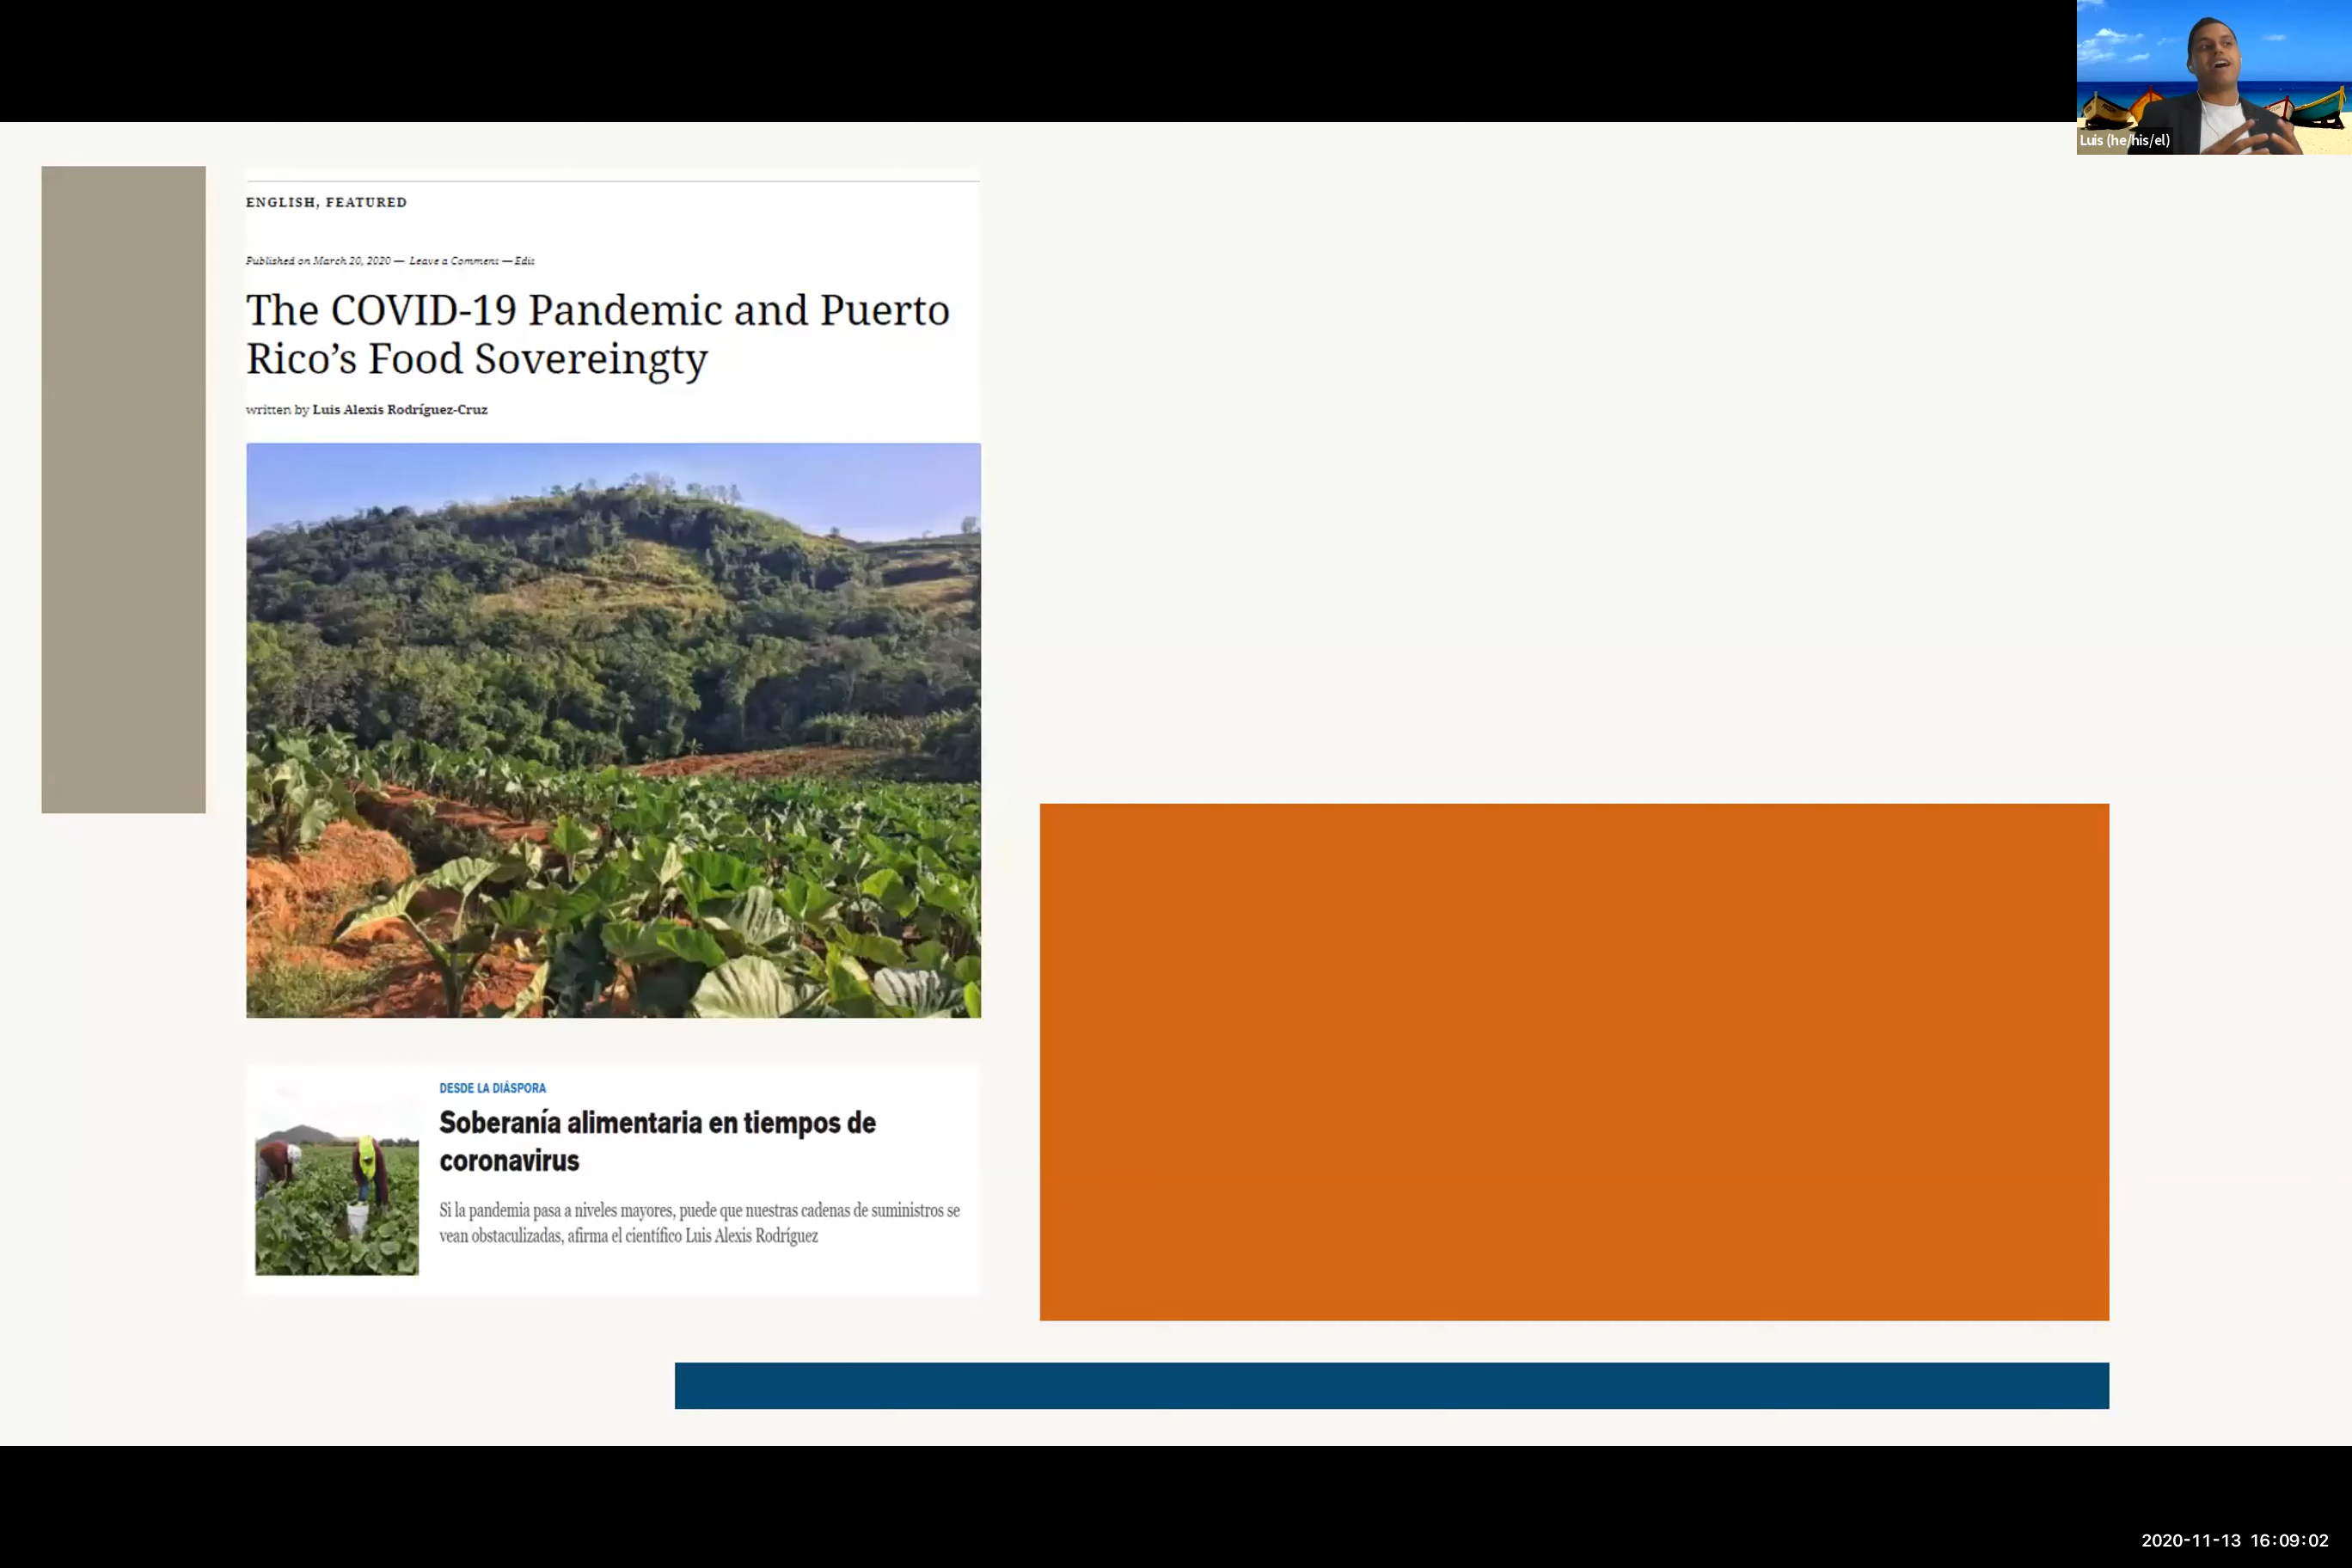 Luis (he/his/el)
ENGLISH, FEATURED
Published on March 20, 2020 — Leave a Comment — Edit
The COVID-19 Pandemic and Puerto
Rico’s Food Sovereingty
written by Luis Alexis Rodríguez-Cruz
DESDE LA DIÁSPORA
Soberanía alimentaria en tiempos de
coronavirus
Si la pandemia pasa a niveles mayores, puede que nuestras cadenas de suministros se
vean obstaculizadas, afirma el científico Luis Alexis Rodríguez
2020-11-13 16:09:02